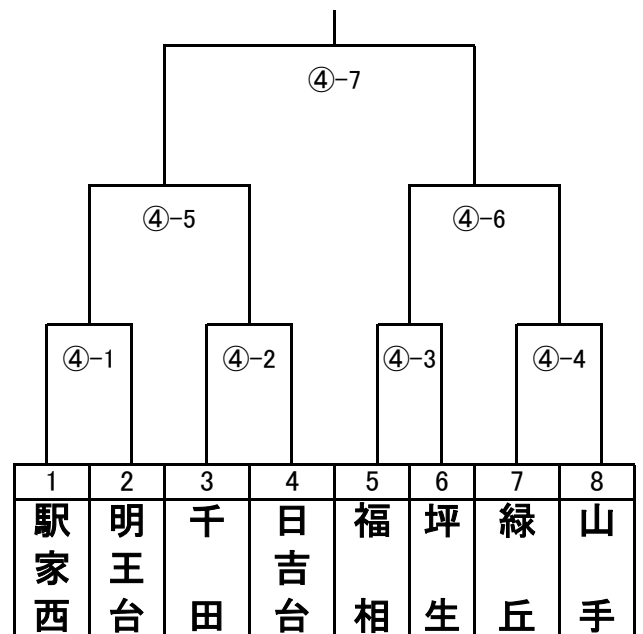 ④-7
④-5
④-6
④-1
④-2
④-3
④-4
1 2 3 4 5 6 7 8
駅家西
明王台
千田
日吉台
福相
坪生
緑丘
山手